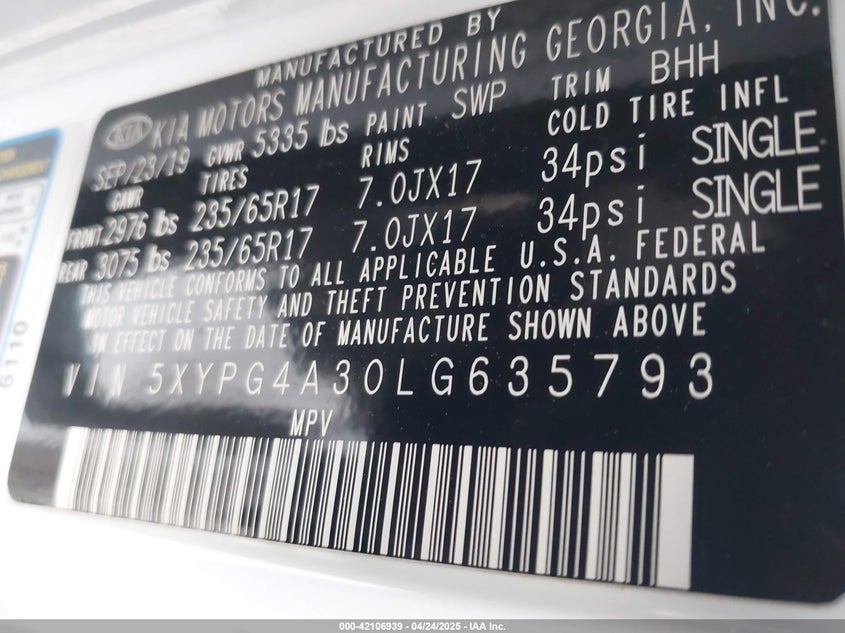 MANUFACTURED BY
KIA KIA MOTORS MANUFACTURING GEORGIA, INC.
SEP/23/19 GVWR 5335 lbs PAINT SWP TRIM BHH
GAWR TIRES RIMS COLD TIRE INFL
FRONT 2976 lbs 235/65R17 7.0JX17 34psi SINGLE
REAR 3075 lbs 235/65R17 7.0JX17 34psi SINGLE
THIS VEHICLE CONFORMS TO ALL APPLICABLE U.S.A. FEDERAL
MOTOR VEHICLE SAFETY AND THEFT PREVENTION STANDARDS
IN EFFECT ON THE DATE OF MANUFACTURE SHOWN ABOVE
VIN 5XYPG4A30LG635793
MPV
6110
000-42106939 - 04/24/2025 - IAA Inc.